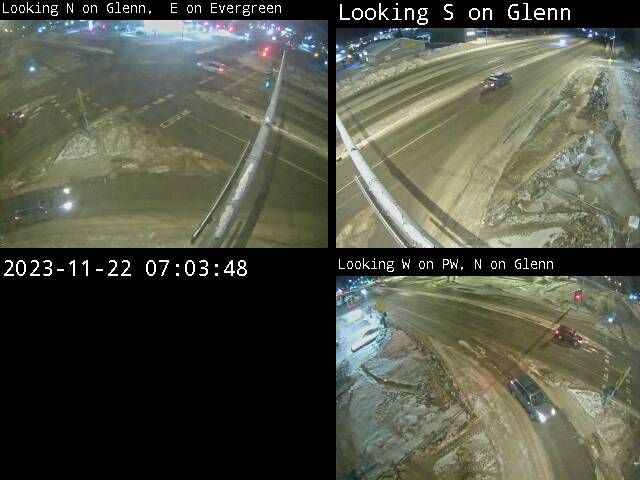 Looking N on Glenn,  E on Evergreen
Looking S on Glenn
2023-11-22 07:03:48
Looking W on PW, N on Glenn